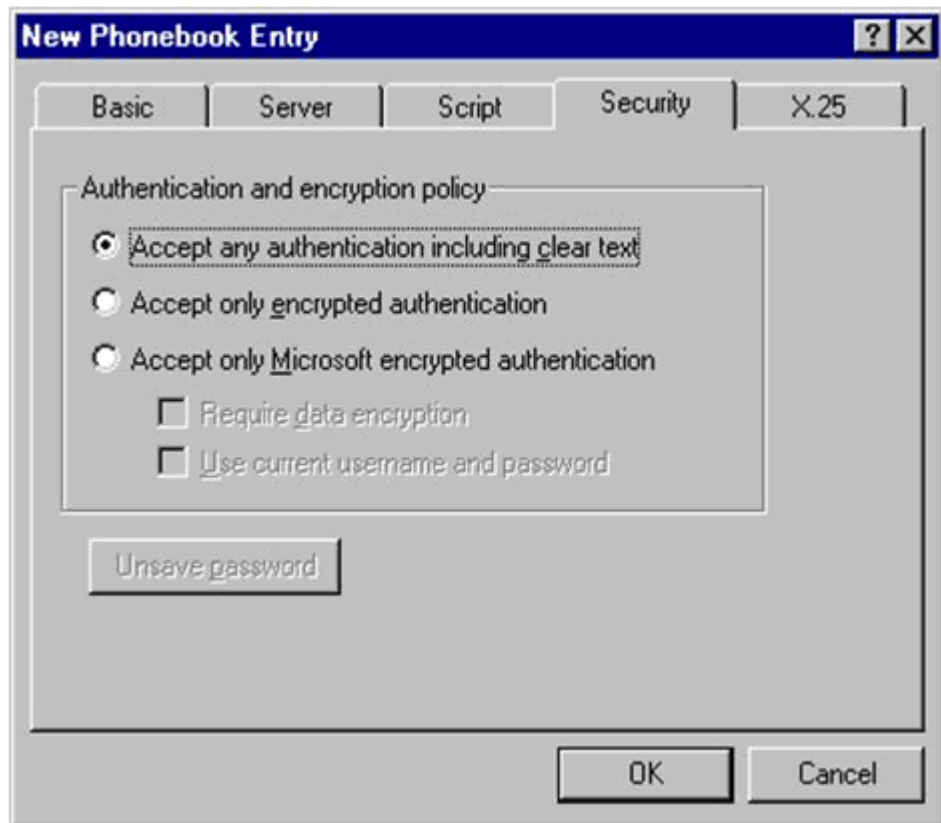 New Phonebook Entry
Basic Server Script Security X.25
Authentication and encryption policy
Accept any authentication including clear text
Accept only encrypted authentication
Accept only Microsoft encrypted authentication
Require data encryption
Use current username and password
Unsave password
OK Cancel